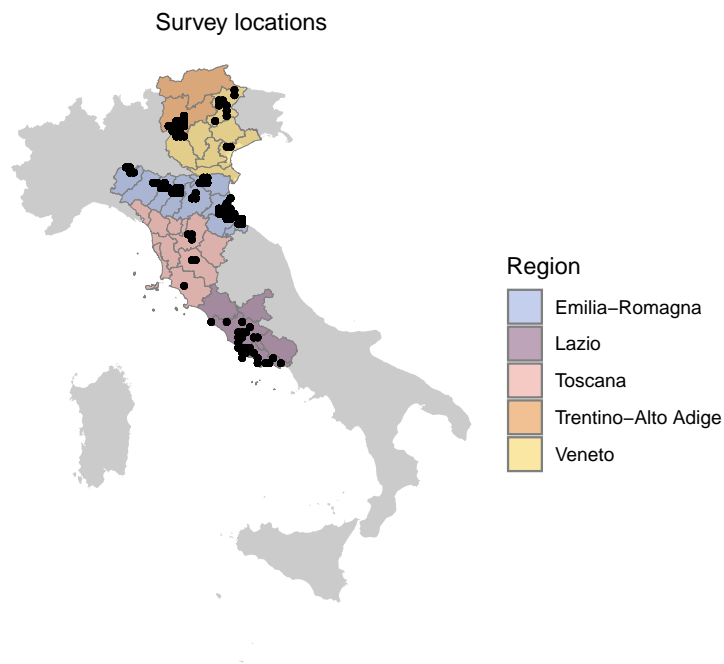 Survey locations
Region
Emilia−Romagna
Lazio
Toscana
Trentino−Alto Adige
Veneto